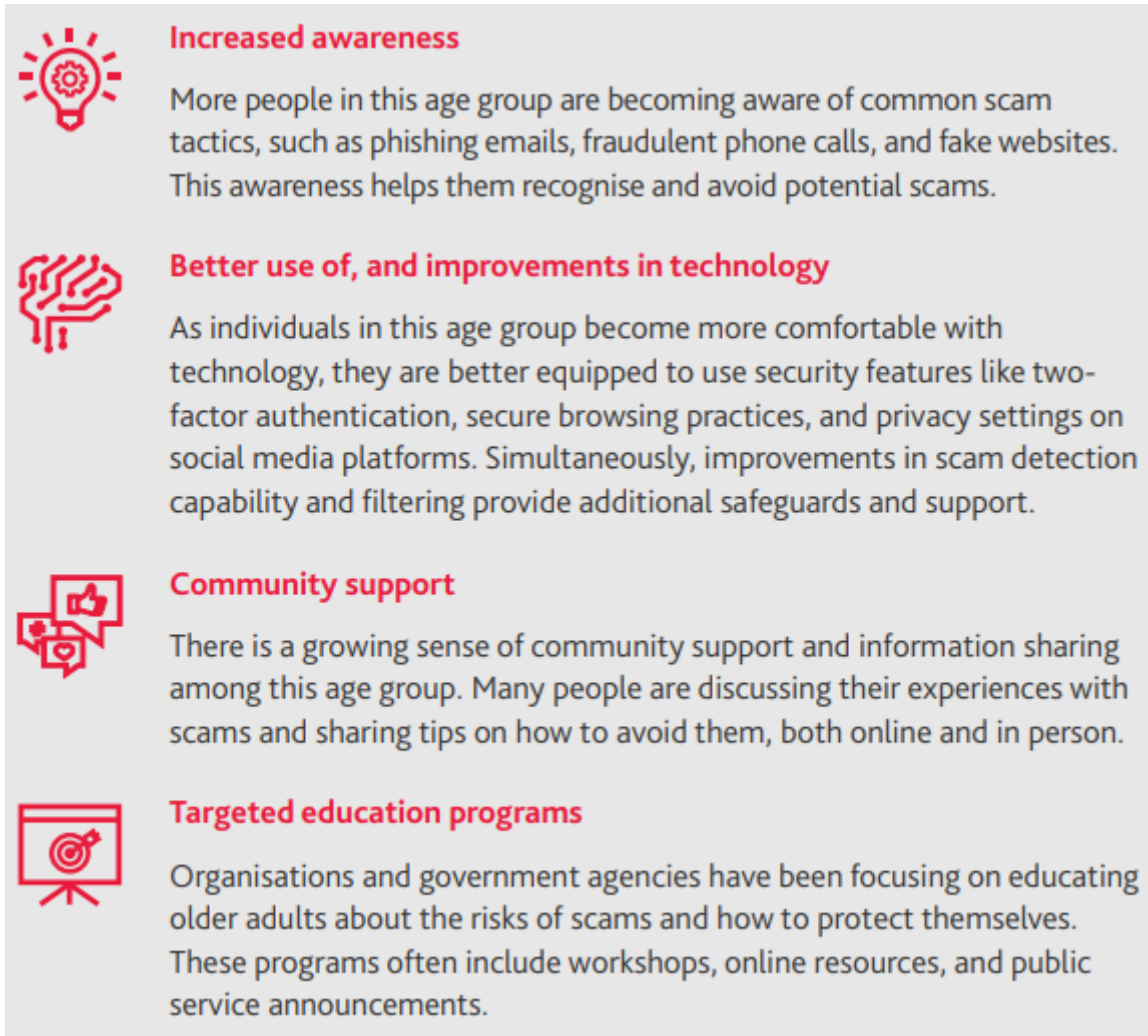 Increased awareness
More people in this age group are becoming aware of common scam
tactics, such as phishing emails, fraudulent phone calls, and fake websites.
This awareness helps them recognise and avoid potential scams.
Better use of, and improvements in technology
As individuals in this age group become more comfortable with
technology, they are better equipped to use security features like two-
factor authentication, secure browsing practices, and privacy settings on
social media platforms. Simultaneously, improvements in scam detection
capability and filtering provide additional safeguards and support.
Community support
There is a growing sense of community support and information sharing
among this age group. Many people are discussing their experiences with
scams and sharing tips on how to avoid them, both online and in person.
Targeted education programs
Organisations and government agencies have been focusing on educating
older adults about the risks of scams and how to protect themselves.
These programs often include workshops, online resources, and public
service announcements.